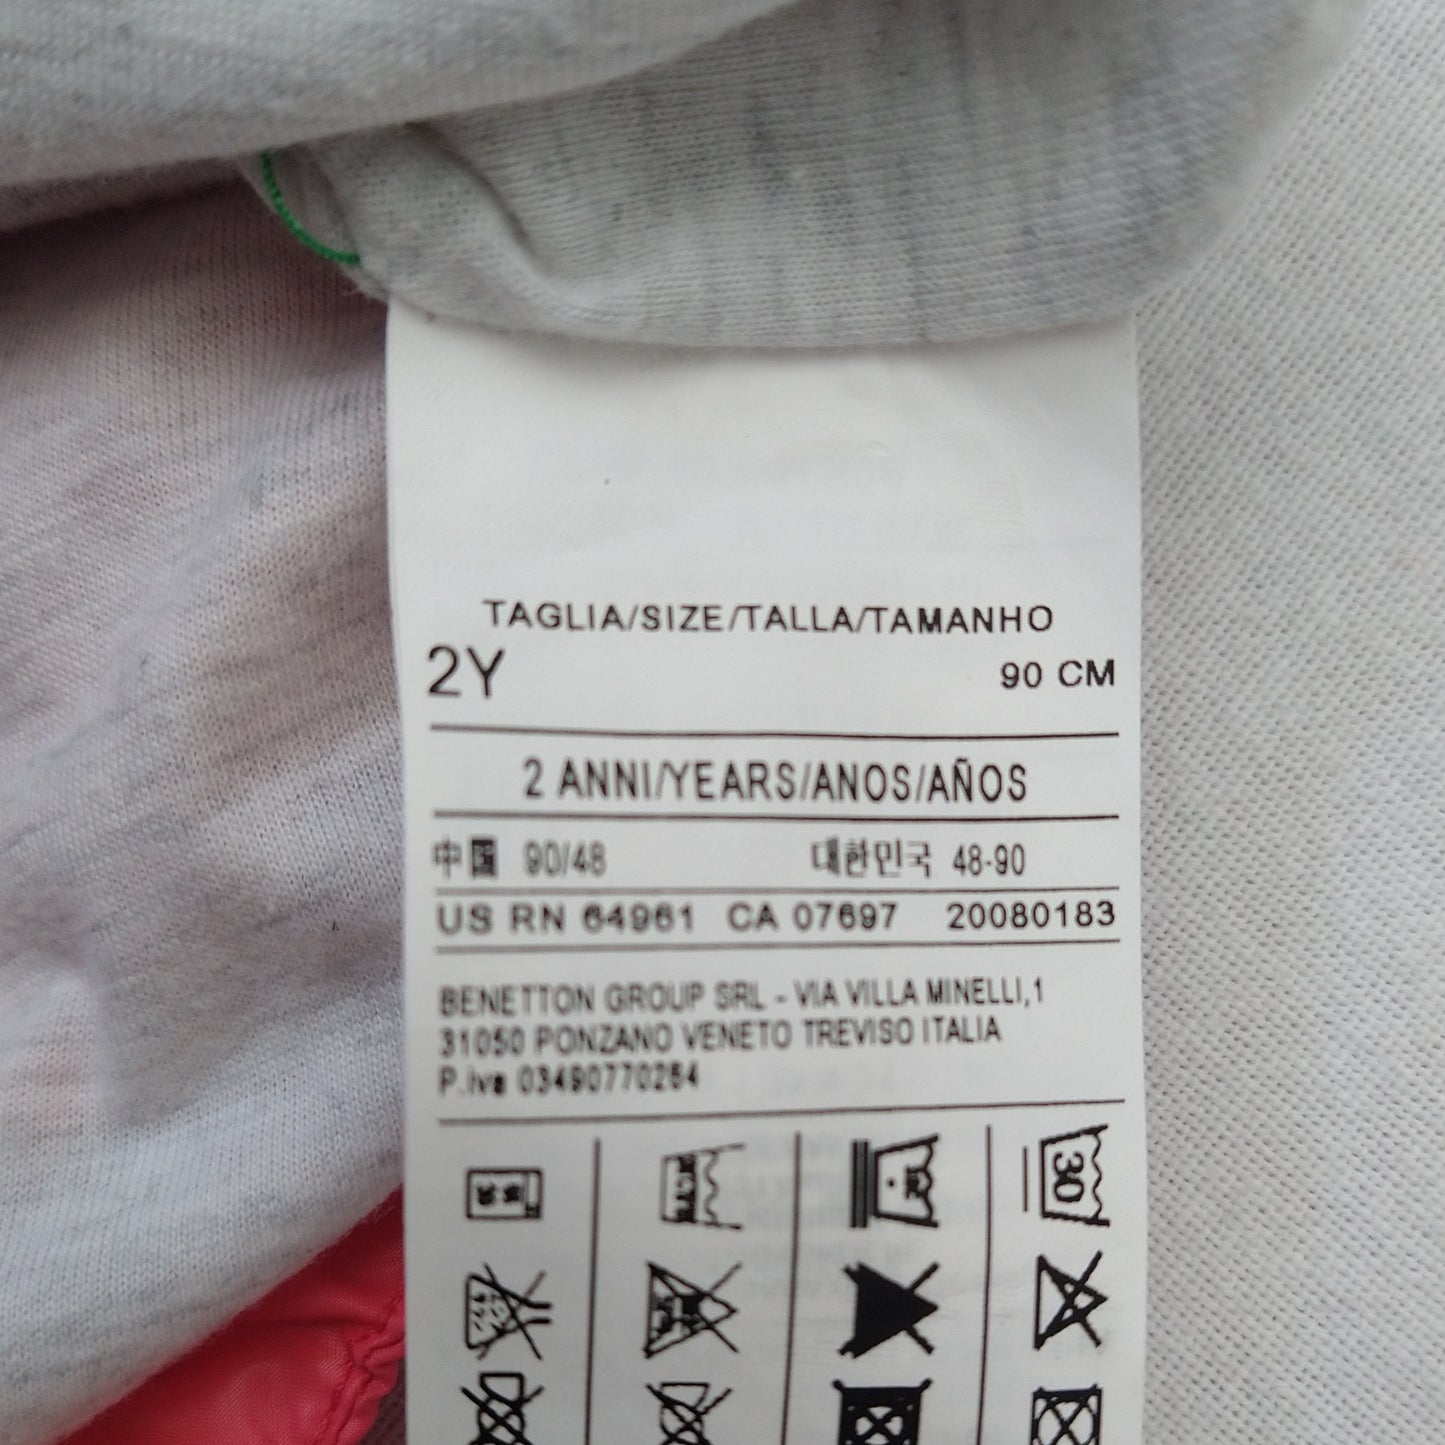 TAGLIA/SIZE/TALLA/TAMANHO
2Y 90 CM
2 ANNI/YEARS/ANOS/AÑOS
中国 90/48 대한민국 48-90
US RN 64961 CA 07697 20080183
BENETTON GROUP SRL - VIA VILLA MINELLI,1
31050 PONZANO VENETO TREVISO ITALIA
P.iva 03490770264
30